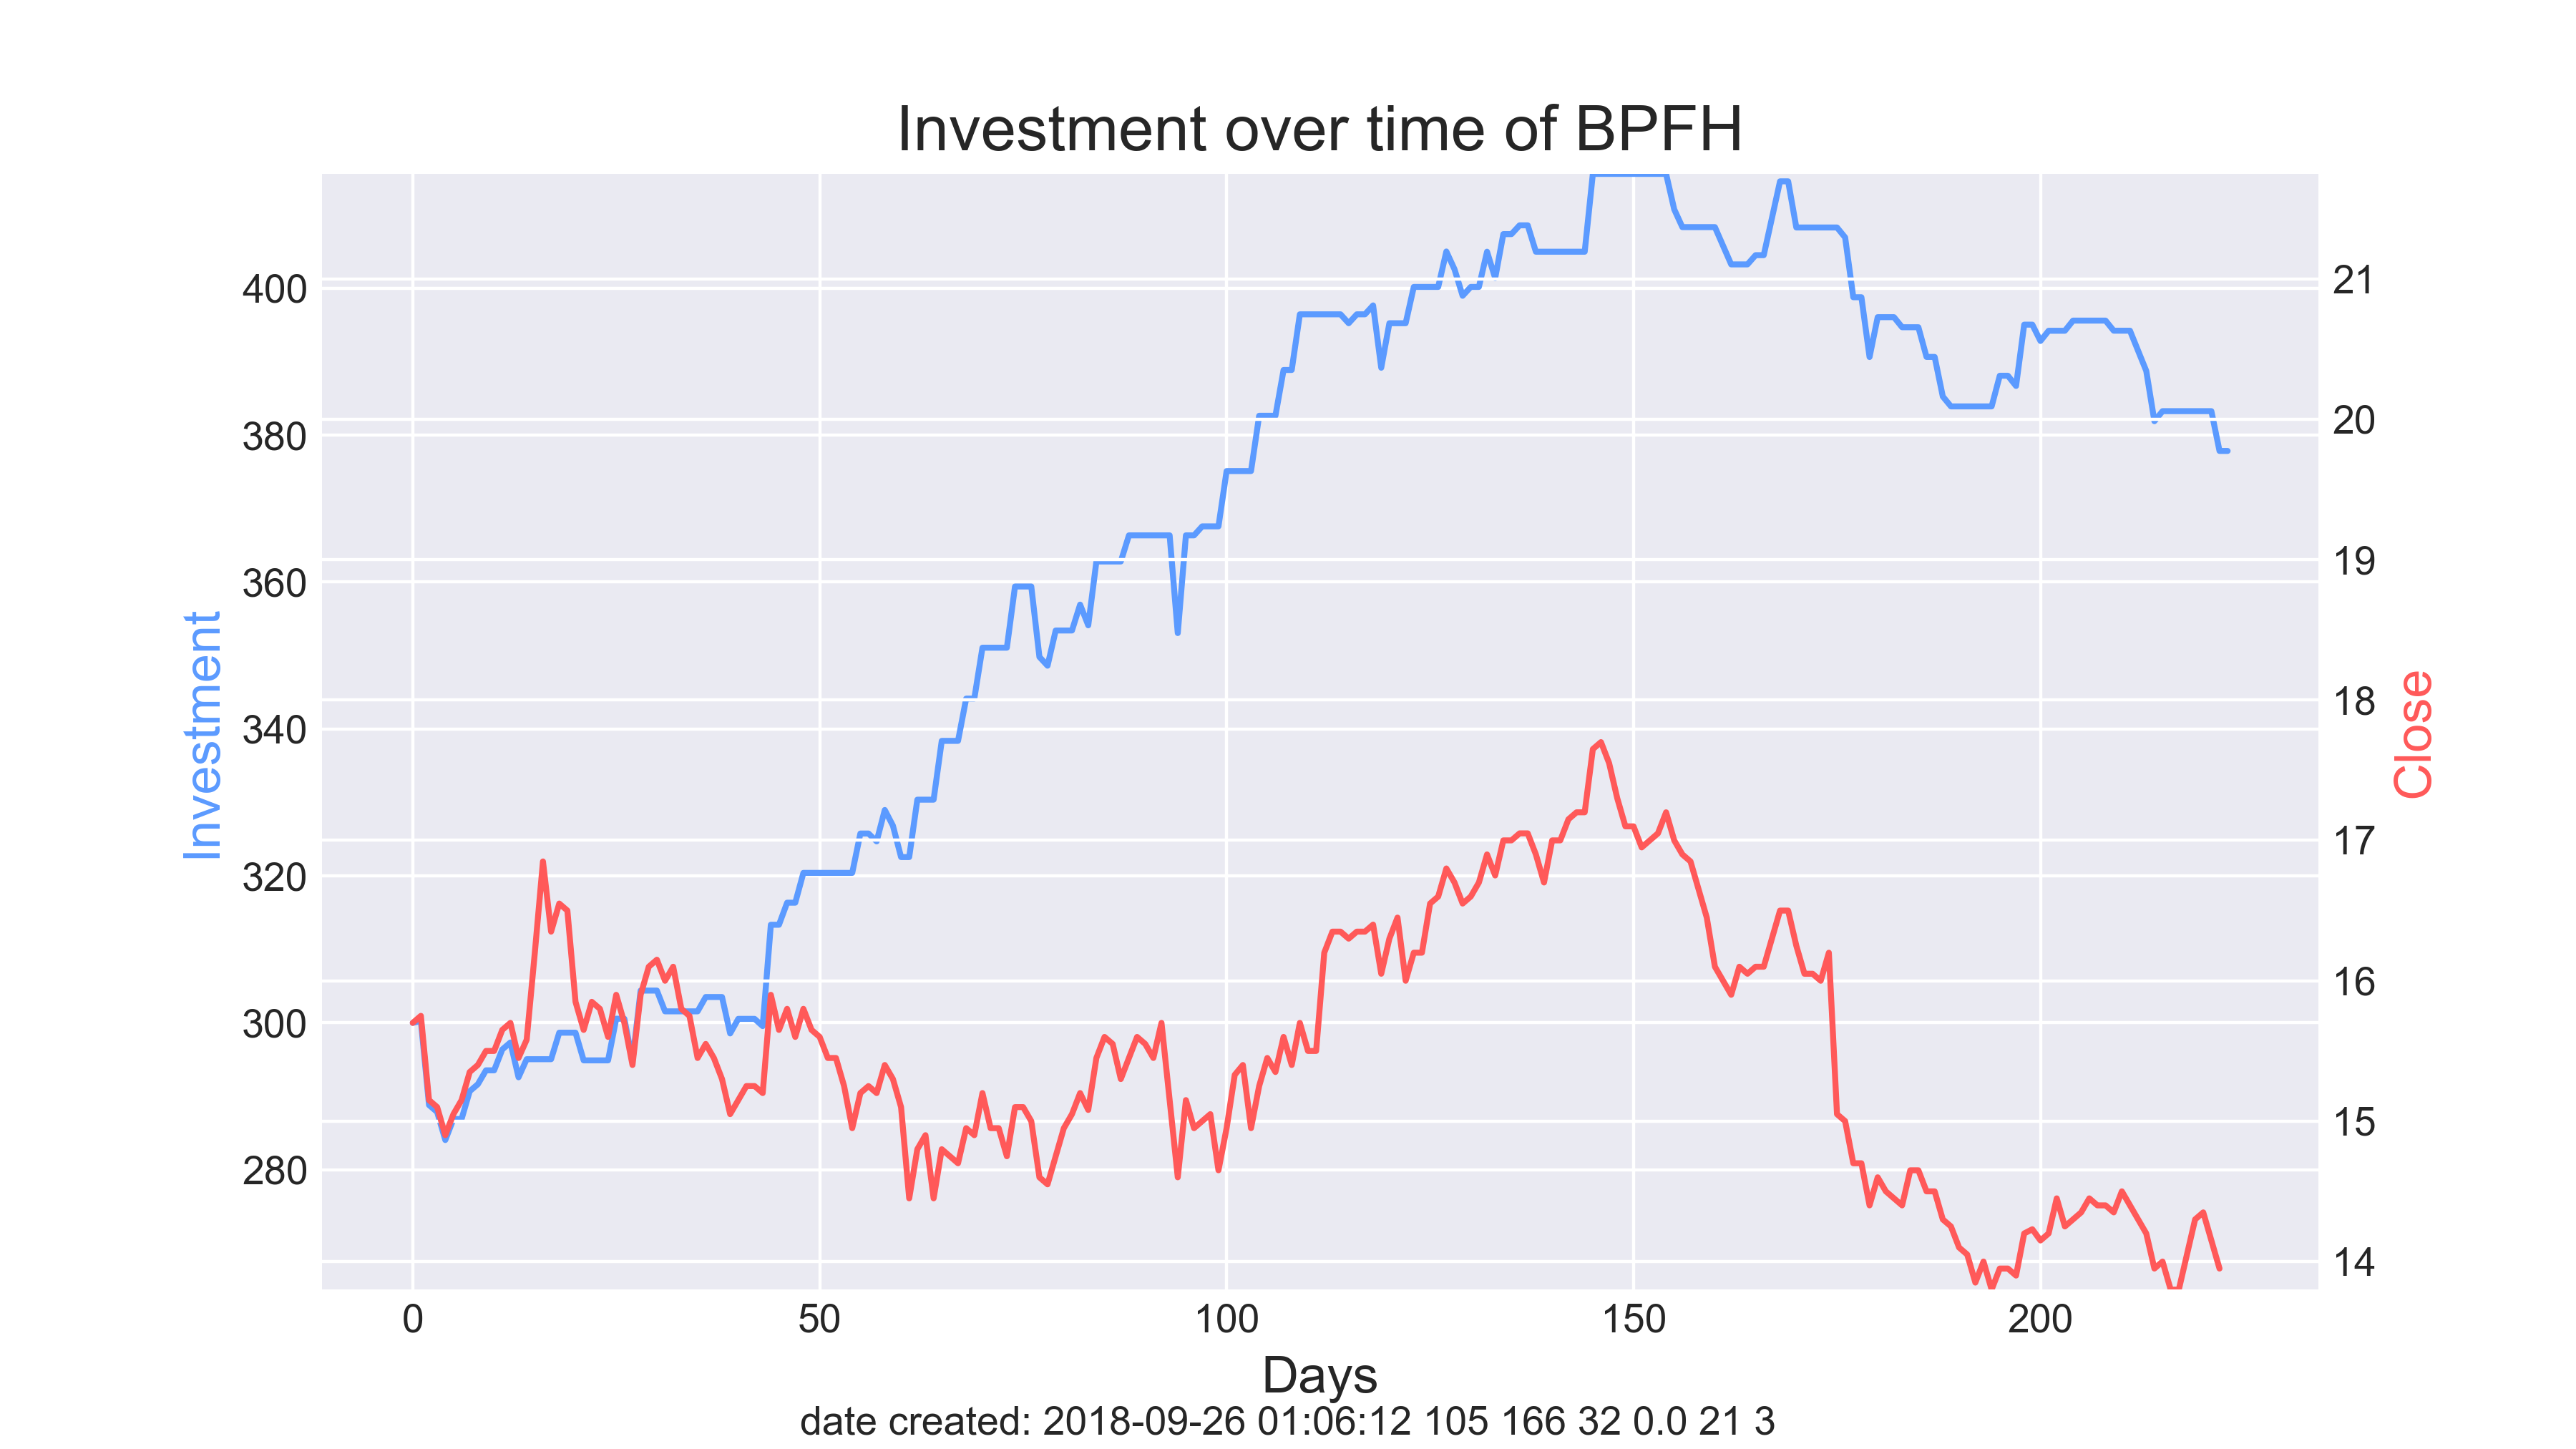 Investment over time of BPFH
400
380
360
340
320
300
280
Investment
21
20
19
18
17
16
15
14
Close
0 50 100 150 200
Days
date created: 2018-09-26 01:06:12 105 166 32 0.0 21 3